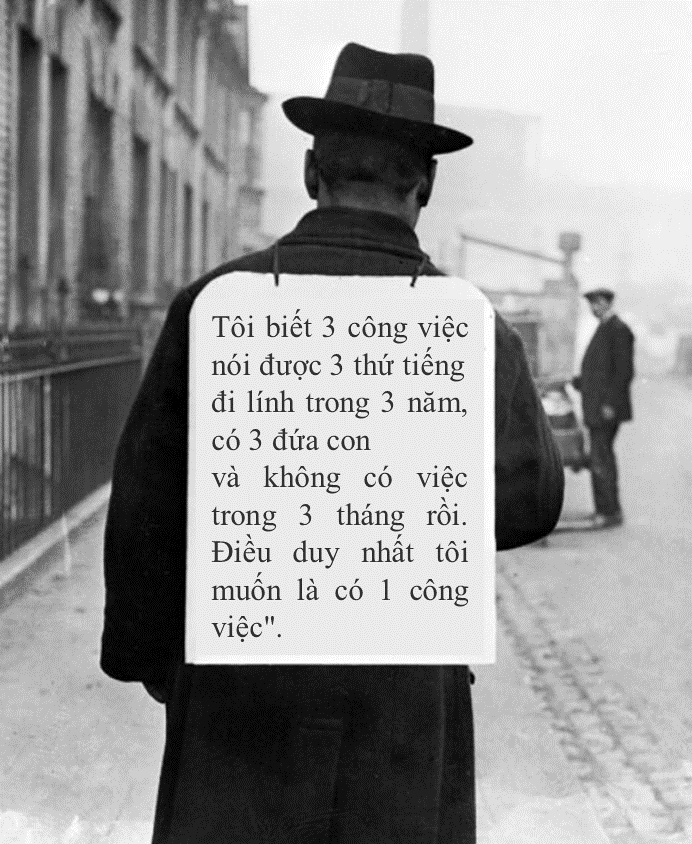 Tôi biết 3 công việc
nói được 3 thứ tiếng
đi lính trong 3 năm,
có 3 đứa con
và không có việc
trong 3 tháng rồi.
Điều duy nhất tôi
muốn là có 1 công
việc".